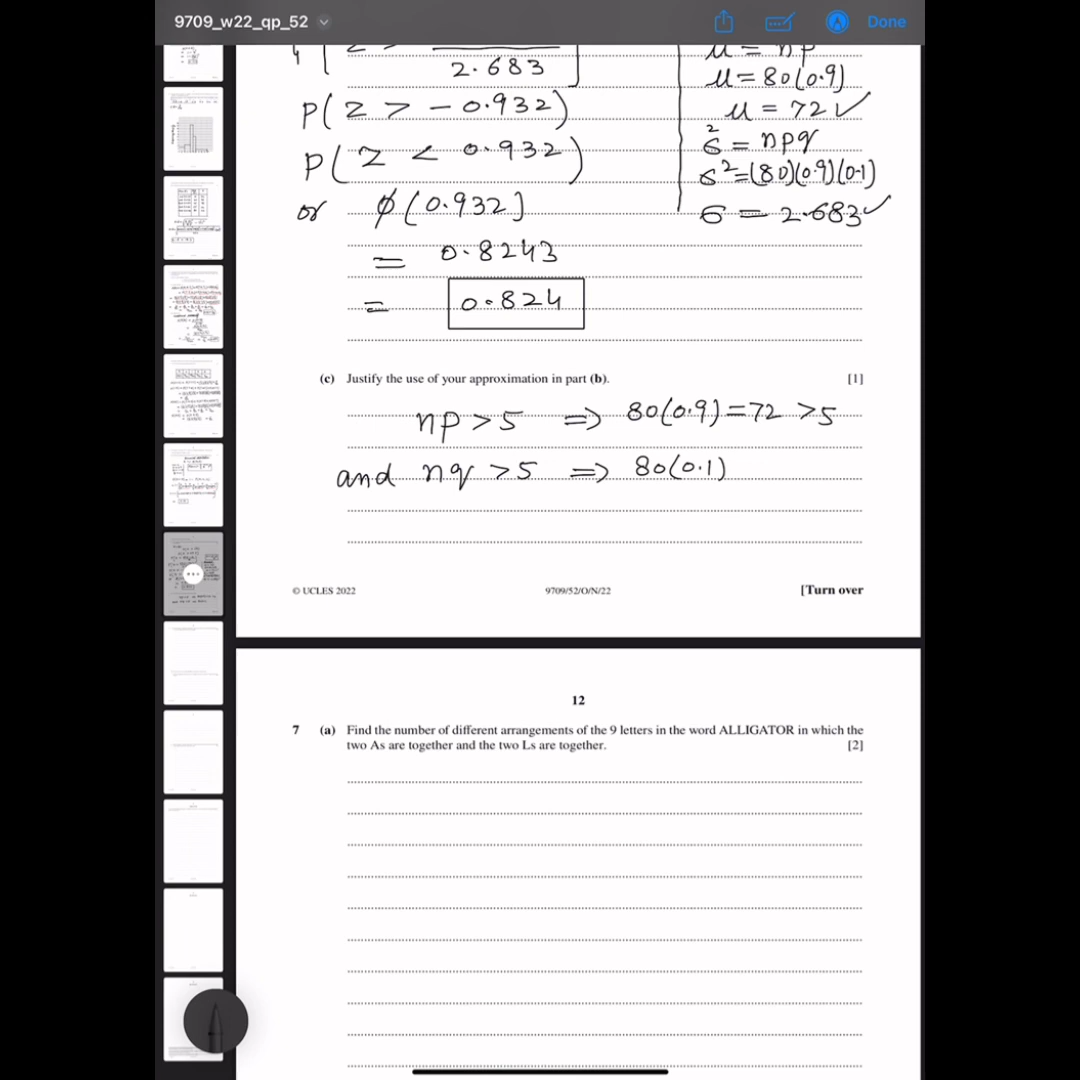 9709_w22_qp_52
Done
2.683
μ = np
P(Z > -0.932)
μ = 80(0.9)
μ = 72 ✓
P(Z < 0.932)
σ² = npq
σ² = (80)(0.9)(0.1)
or φ(0.932)
σ = 2.683 ✓
= 0.8243
= 0.824
(c) Justify the use of your approximation in part (b). [1]
np > 5 ⇒ 80(0.9) = 72 > 5
and nq > 5 ⇒ 80(0.1)
© UCLES 2022 9709/52/O/N/22 [Turn over
12
7 (a) Find the number of different arrangements of the 9 letters in the word ALLIGATOR in which the
two As are together and the two Ls are together. [2]